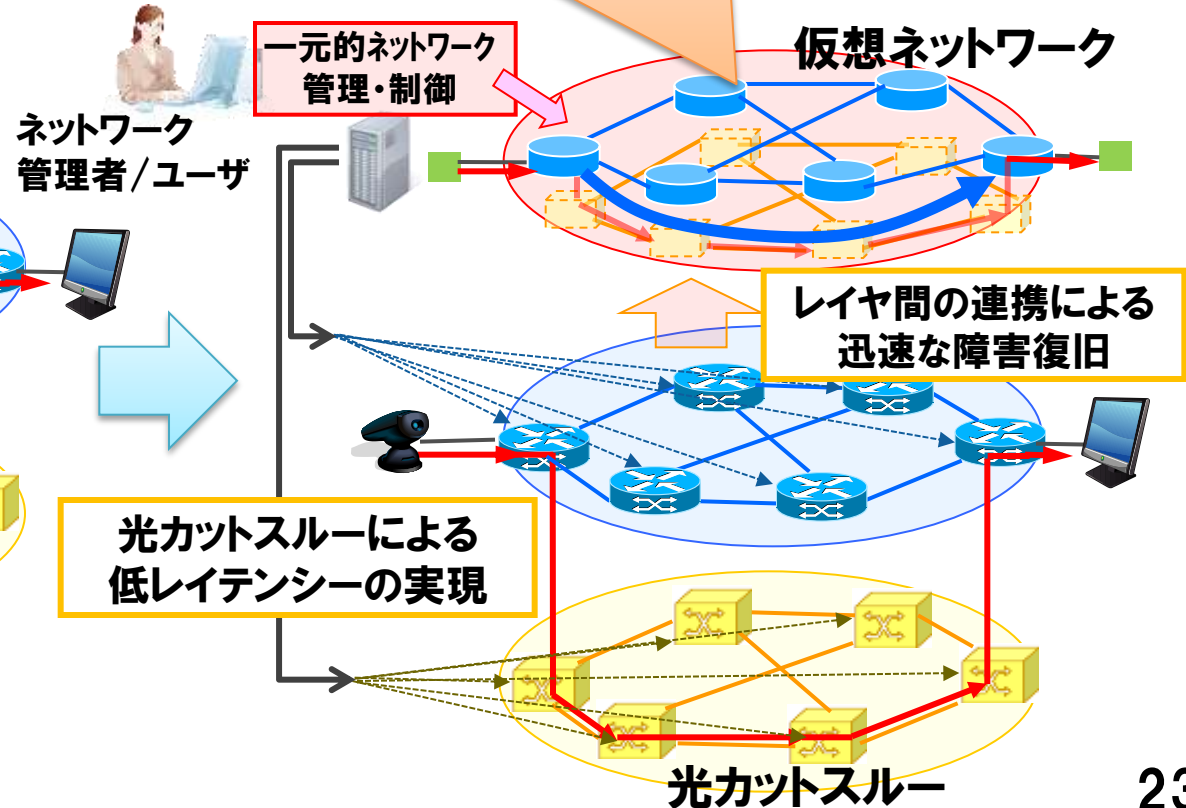 一元的ネットワーク
管理・制御
仮想ネットワーク
ネットワーク
管理者/ユーザ
レイヤ間の連携による
迅速な障害復旧
光カットスルーによる
低レイテンシーの実現
光カットスルー
23